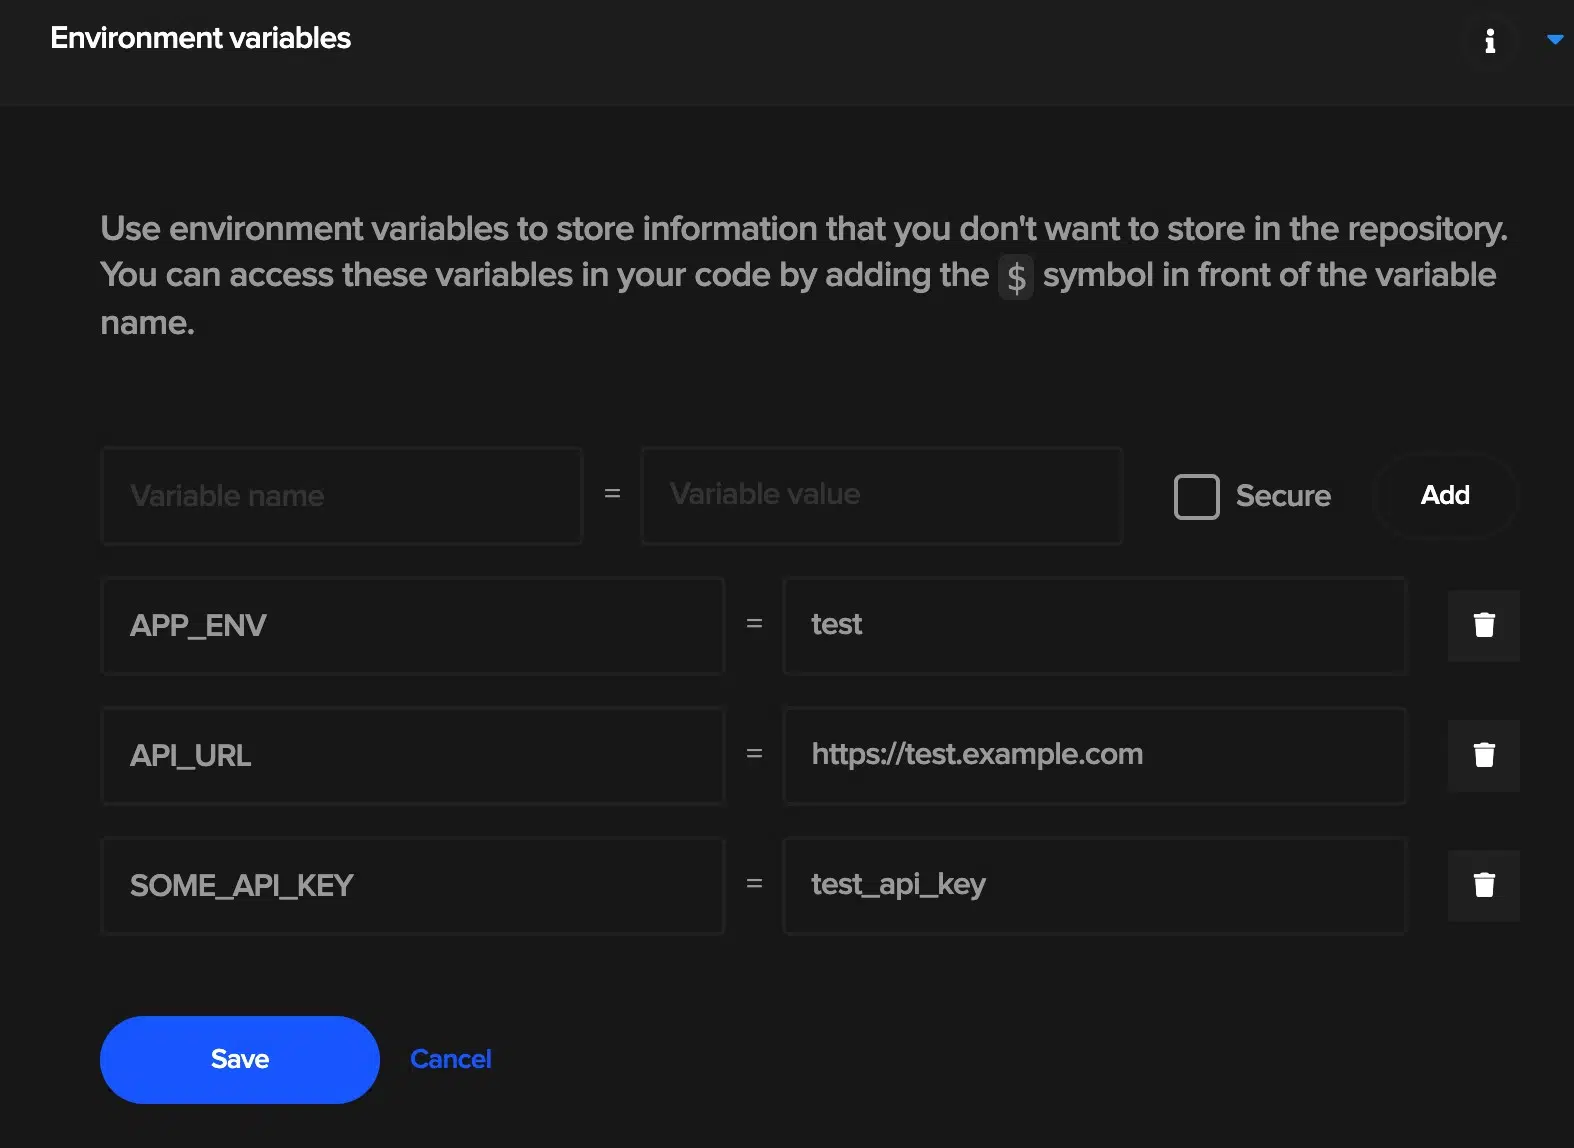 Environment variables
Use environment variables to store information that you don't want to store in the repository.
You can access these variables in your code by adding the $ symbol in front of the variable
name.
Variable name = Variable value Secure Add
APP_ENV = test
API_URL = https://test.example.com
SOME_API_KEY = test_api_key
Save Cancel